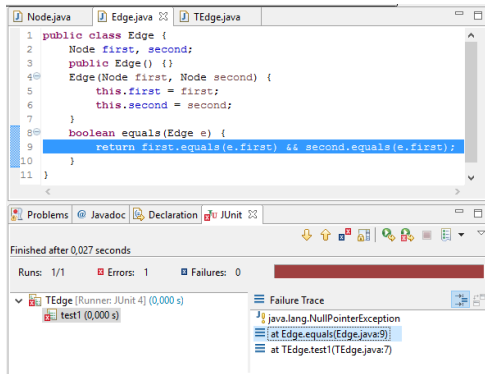 Node.java Edge.java TEdge.java
1 public class Edge {
2 Node first, second;
3 public Edge() {}
4 Edge(Node first, Node second) {
5 this.first = first;
6 this.second = second;
7 }
8 boolean equals(Edge e) {
9 return first.equals(e.first) && second.equals(e.first);
10 }
11 }
Problems @ Javadoc Declaration JUnit
Finished after 0,027 seconds
Runs: 1/1 Errors: 1 Failures: 0
TEdge [Runner: JUnit 4] (0,000 s)
test1 (0,000 s)
Failure Trace
java.lang.NullPointerException
at Edge.equals(Edge.java:9)
at TEdge.test1(TEdge.java:7)